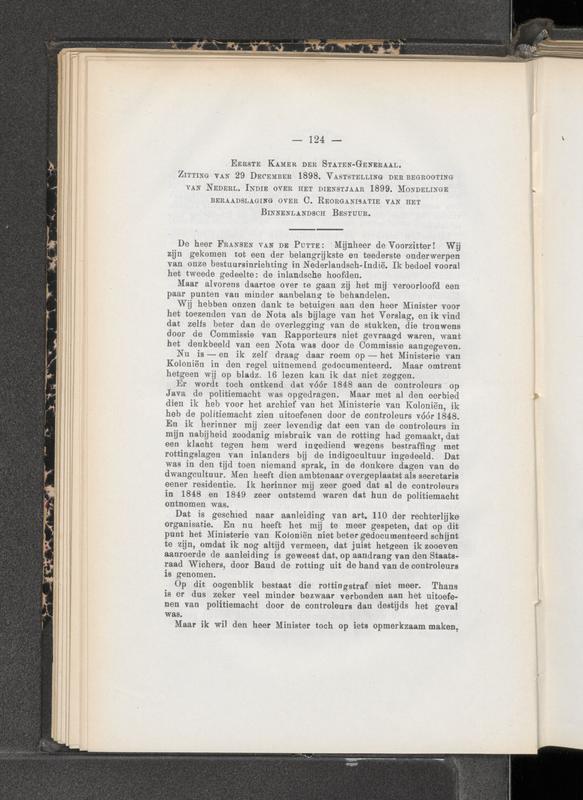 — 124 —
Eerste Kamer der Staten-Generaal.
Zitting van 29 December 1898. Vaststelling der begrooting
van Nederl. Indie over het dienstjaar 1899. Mondelinge
beraadslaging over C. Reorganisatie van het
Binnenlandsch Bestuur.
De heer Fransen van de Putte: Mijnheer de Voorzitter! Wij
zijn gekomen tot een der belangrijkste en teederste onderwerpen
van onze bestuursinrichting in Nederlandsch-Indië. Ik bedoel vooral
het tweede gedeelte: de inlandsche hoofden.
Maar alvorens daartoe over te gaan zij het mij veroorloofd een
paar punten van minder aanbelang te behandelen.
Wij hebben onzen dank te betuigen aan den heer Minister voor
het toezenden van de Nota als bijlage van het Verslag, en ik vind
dat zelfs beter dan de overlegging van de stukken, die trouwens
door de Commissie van Rapporteurs niet gevraagd waren, want
het denkbeeld van een Nota was door de Commissie aangegeven.
Nu is — en ik zelf draag daar roem op — het Ministerie van
Koloniën in den regel uitnemend gedocumenteerd. Maar omtrent
hetgeen wij op bladz. 16 lezen kan ik dat niet zeggen.
Er wordt toch ontkend dat vóór 1848 aan de controleurs op
Java de politiemacht was opgedragen. Maar met al den eerbied
dien ik heb voor het archief van het Ministerie van Koloniën, ik
heb de politiemacht zien uitoefenen door de controleurs vóór 1848.
En ik herinner mij zeer levendig dat een van de controleurs in
mijn nabijheid zoodanig misbruik van de rotting had gemaakt, dat
een klacht tegen hem werd ingediend wegens bestraffing met
rottingslagen van inlanders bij de indigocultuur ingedeeld. Dat
was in den tijd toen niemand sprak, in de donkere dagen van de
dwangcultuur. Men heeft dien ambtenaar overgeplaatst als secretaris
eener residentie. Ik herinner mij zeer goed dat al de controleurs
in 1848 en 1849 zeer ontstemd waren dat hun de politiemacht
ontnomen was.
Dat is geschied naar aanleiding van art. 110 der rechterlijke
organisatie. En nu heeft het mij te meer gespeten, dat op dit
punt het Ministerie van Koloniën niet beter gedocumenteerd schijnt
te zijn, omdat ik nog altijd vermeen, dat juist hetgeen ik zooeven
aanroerde de aanleiding is geweest dat, op aandrang van den Staats-
raad Wichers, door Baud de rotting uit de hand van de controleurs
is genomen.
Op dit oogenblik bestaat die rottingstraf niet meer. Thans
is er dus zeker veel minder bezwaar verbonden aan het uitoefe-
nen van politiemacht door de controleurs dan destijds het geval
was.
Maar ik wil den heer Minister toch op iets opmerkzaam maken,